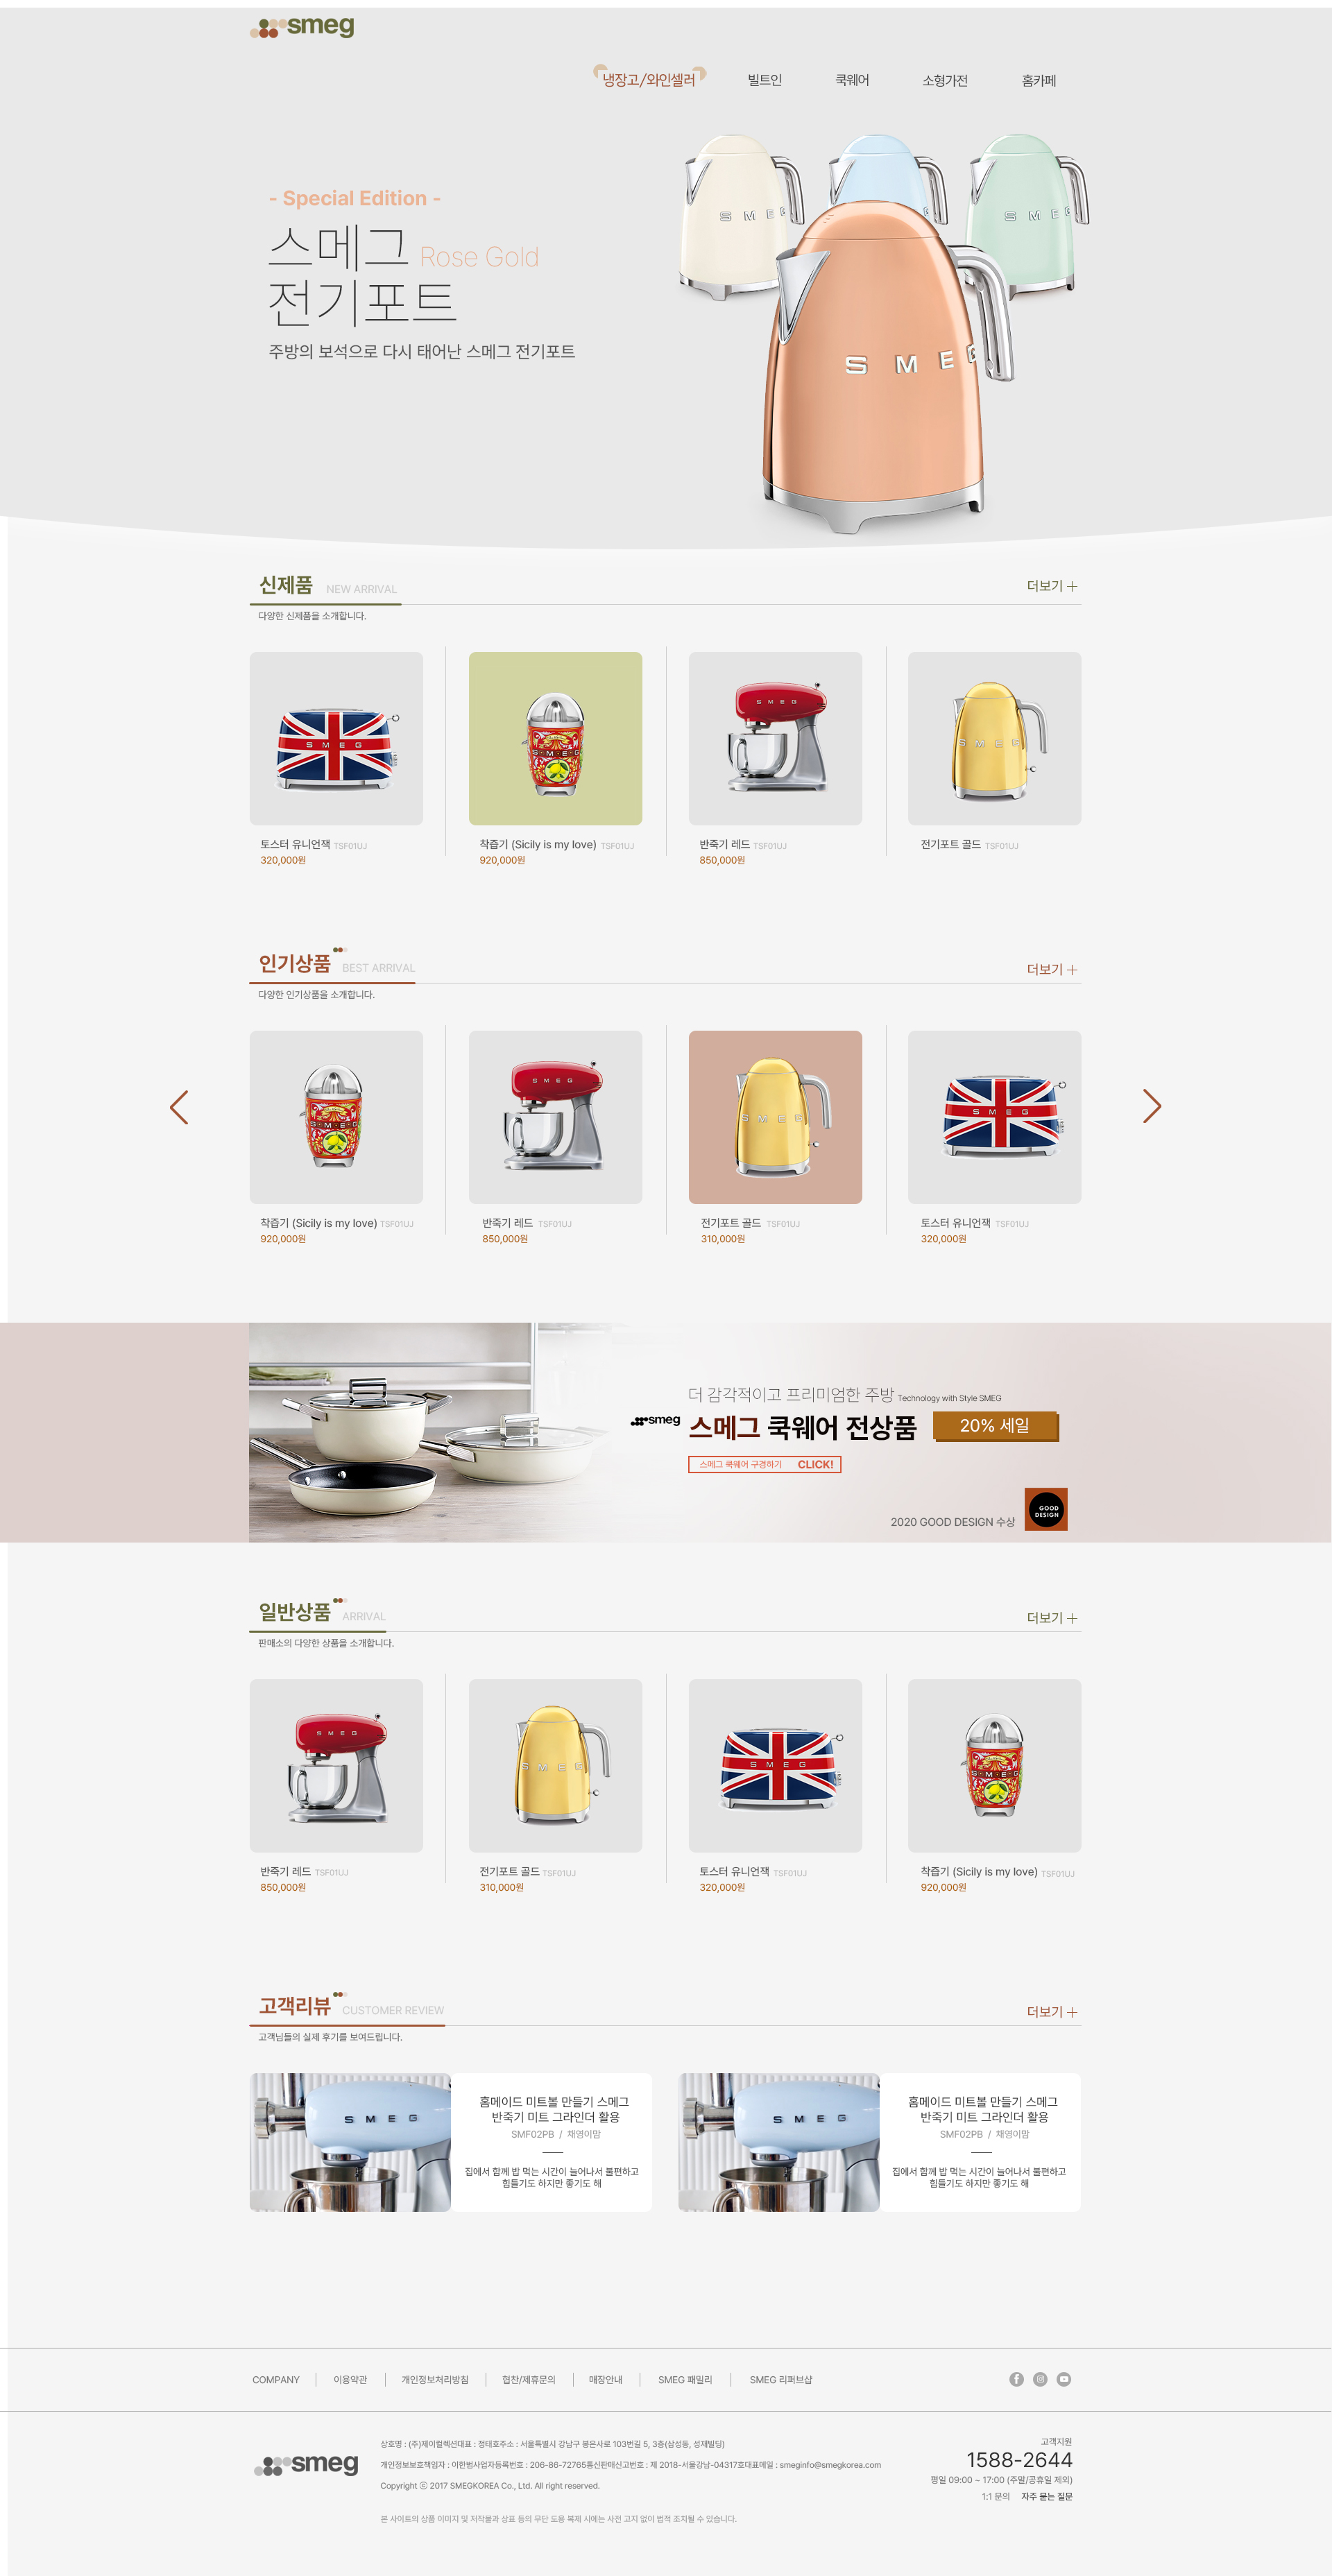 smeg
냉장고/와인셀러 빌트인 쿡웨어 소형가전 홈카페
- Special Edition -
스메그 Rose Gold
전기포트
주방의 보석으로 다시 태어난 스메그 전기포트
SMEG
SMEG
SMEG
SMEG
신제품 NEW ARRIVAL 더보기 +
다양한 신제품을 소개합니다.
SMEG
S·M·E·G
SMEG
SMEG
토스터 유니언잭 TSF01UJ
320,000원
착즙기 (Sicily is my love) TSF01UJ
920,000원
반죽기 레드 TSF01UJ
850,000원
전기포트 골드 TSF01UJ
인기상품 BEST ARRIVAL 더보기 +
다양한 인기상품을 소개합니다.
S·M·E·G
SMEG
SMEG
SMEG
착즙기 (Sicily is my love) TSF01UJ
920,000원
반죽기 레드 TSF01UJ
850,000원
전기포트 골드 TSF01UJ
310,000원
토스터 유니언잭 TSF01UJ
320,000원
더 감각적이고 프리미엄한 주방 Technology with Style SMEG
smeg 스메그 쿡웨어 전상품 20% 세일
스메그 쿡웨어 구경하기 CLICK!
2020 GOOD DESIGN 수상
GOOD
DESIGN
일반상품 ARRIVAL 더보기 +
판매소의 다양한 상품을 소개합니다.
SMEG
SMEG
SMEG
S·M·E·G
반죽기 레드 TSF01UJ
850,000원
전기포트 골드 TSF01UJ
310,000원
토스터 유니언잭 TSF01UJ
320,000원
착즙기 (Sicily is my love) TSF01UJ
920,000원
고객리뷰 CUSTOMER REVIEW 더보기 +
고객님들의 실제 후기를 보여드립니다.
SMEG
홈메이드 미트볼 만들기 스메그
반죽기 미트 그라인더 활용
SMF02PB / 채영이맘
집에서 함께 밥 먹는 시간이 늘어나서 불편하고
힘들기도 하지만 좋기도 해
SMEG
홈메이드 미트볼 만들기 스메그
반죽기 미트 그라인더 활용
SMF02PB / 채영이맘
집에서 함께 밥 먹는 시간이 늘어나서 불편하고
힘들기도 하지만 좋기도 해
COMPANY 이용약관 개인정보처리방침 협찬/제휴문의 매장안내 SMEG 패밀리 SMEG 리퍼브샵
smeg
상호명 : (주)제이컬렉션대표 : 정태호주소 : 서울특별시 강남구 봉은사로 103번길 5, 3층(삼성동, 성재빌딩)
개인정보보호책임자 : 이한범사업자등록번호 : 206-86-72765통신판매신고번호 : 제 2018-서울강남-04317호대표메일 : smeginfo@smegkorea.com
Copyright ⓒ 2017 SMEGKOREA Co., Ltd. All right reserved.
본 사이트의 상품 이미지 및 저작물과 상표 등의 무단 도용 복제 시에는 사전 고지 없이 법적 조치될 수 있습니다.
고객지원
1588-2644
평일 09:00 ~ 17:00 (주말/공휴일 제외)
1:1 문의 자주 묻는 질문